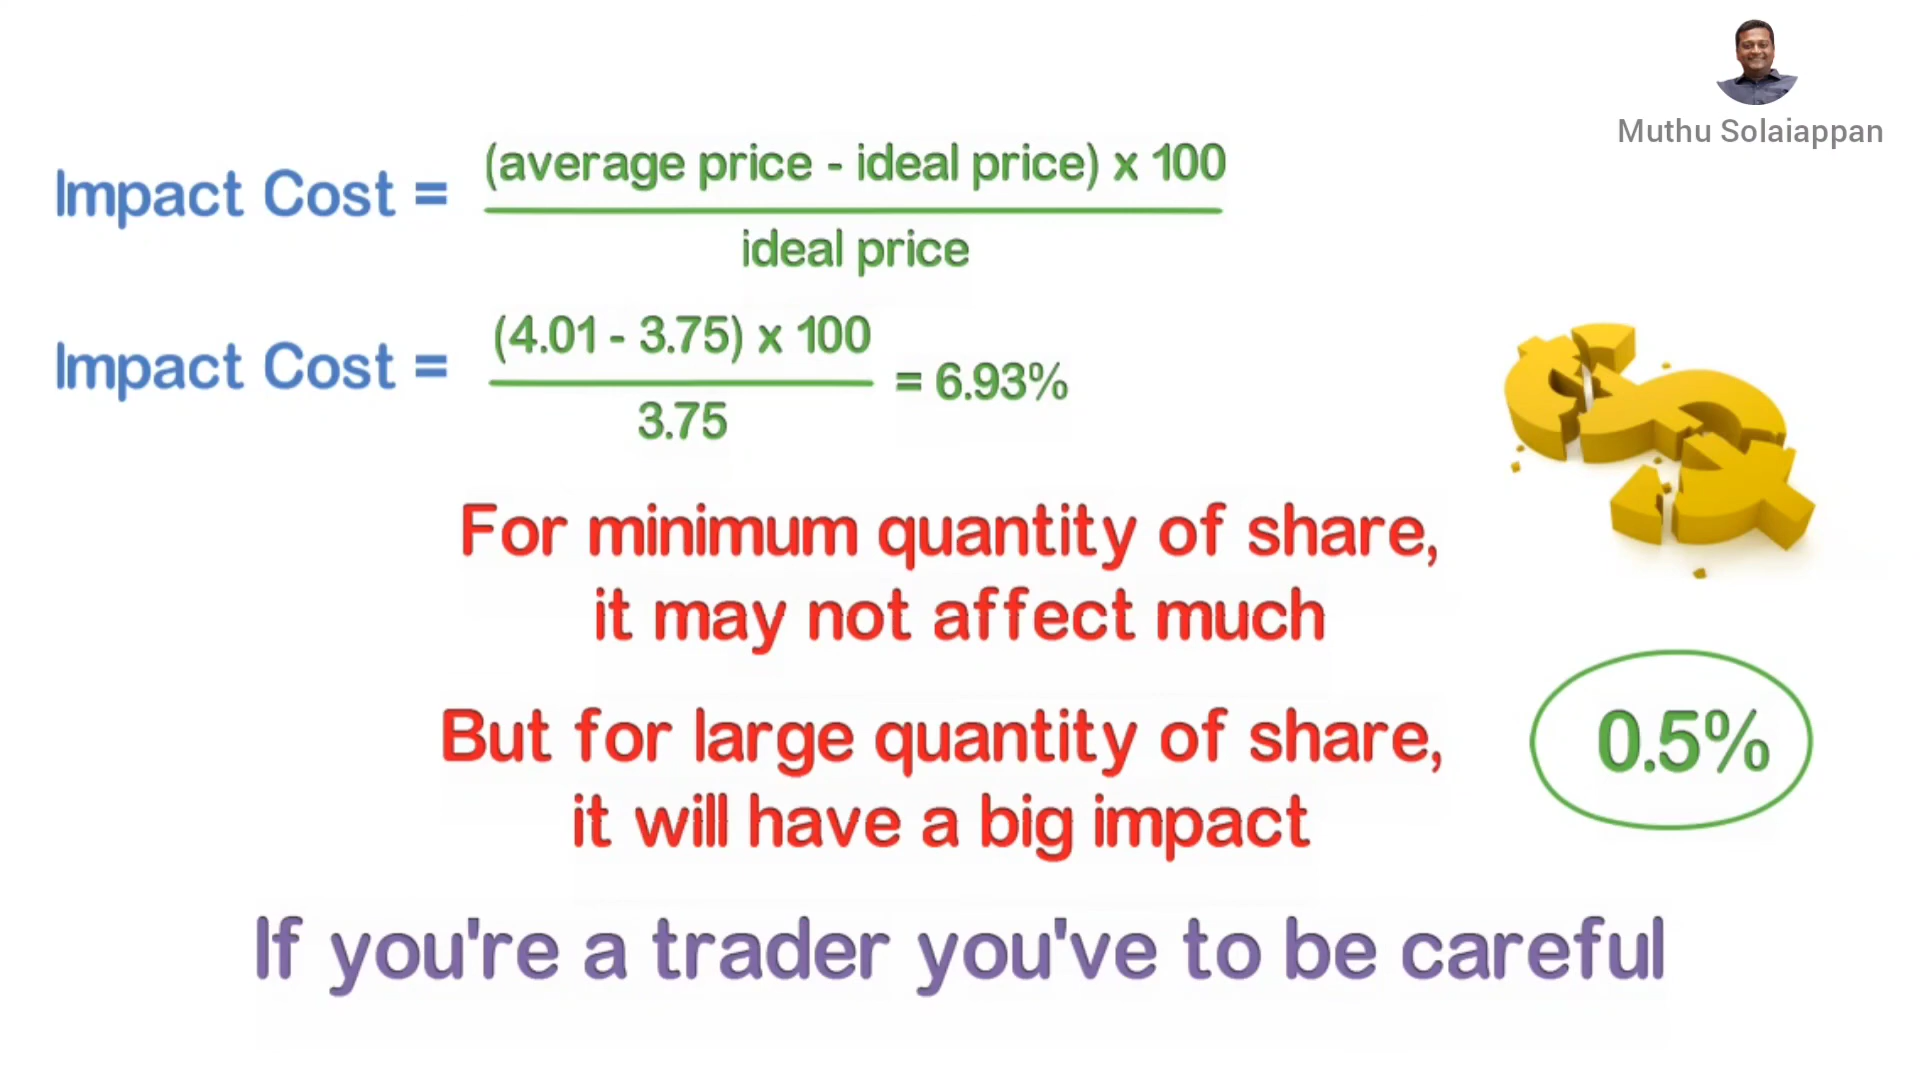 Muthu Solaiappan
Impact Cost = (average price - ideal price) x 100
ideal price
Impact Cost = (4.01 - 3.75) x 100
3.75
= 6.93%
For minimum quantity of share,
it may not affect much
But for large quantity of share,
it will have a big impact
0.5%
If you're a trader you've to be careful